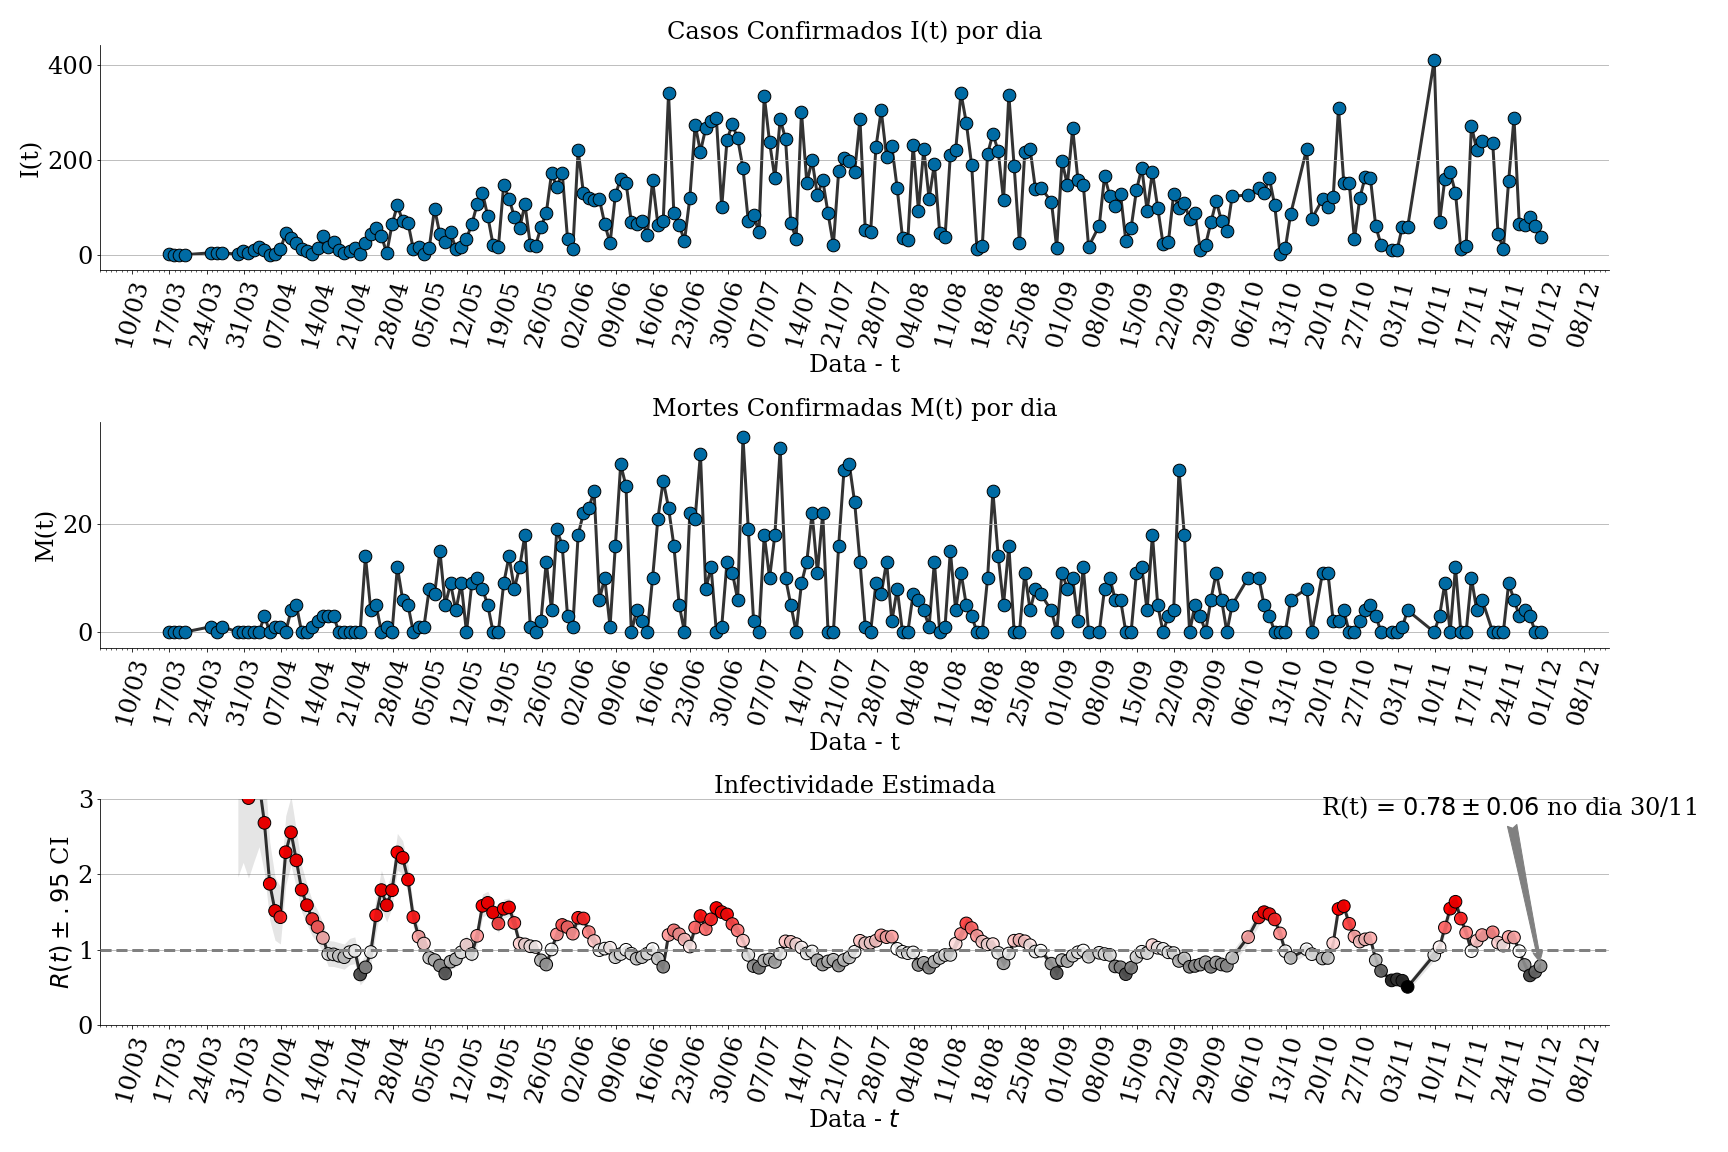 Casos Confirmados I(t) por dia
400
200
0
I(t)
10/03 17/03 24/03 31/03 07/04 14/04 21/04 28/04 05/05 12/05 19/05 26/05 02/06 09/06 16/06 23/06 30/06 07/07 14/07 21/07 28/07 04/08 11/08 18/08 25/08 01/09 08/09 15/09 22/09 29/09 06/10 13/10 20/10 27/10 03/11 10/11 17/11 24/11 01/12 08/12
Data - t
Mortes Confirmadas M(t) por dia
20
0
M(t)
10/03 17/03 24/03 31/03 07/04 14/04 21/04 28/04 05/05 12/05 19/05 26/05 02/06 09/06 16/06 23/06 30/06 07/07 14/07 21/07 28/07 04/08 11/08 18/08 25/08 01/09 08/09 15/09 22/09 29/09 06/10 13/10 20/10 27/10 03/11 10/11 17/11 24/11 01/12 08/12
Data - t
Infectividade Estimada
R(t) = 0.78 ± 0.06 no dia 30/11
3
2
1
0
R(t) ± .95 CI
10/03 17/03 24/03 31/03 07/04 14/04 21/04 28/04 05/05 12/05 19/05 26/05 02/06 09/06 16/06 23/06 30/06 07/07 14/07 21/07 28/07 04/08 11/08 18/08 25/08 01/09 08/09 15/09 22/09 29/09 06/10 13/10 20/10 27/10 03/11 10/11 17/11 24/11 01/12 08/12
Data - t